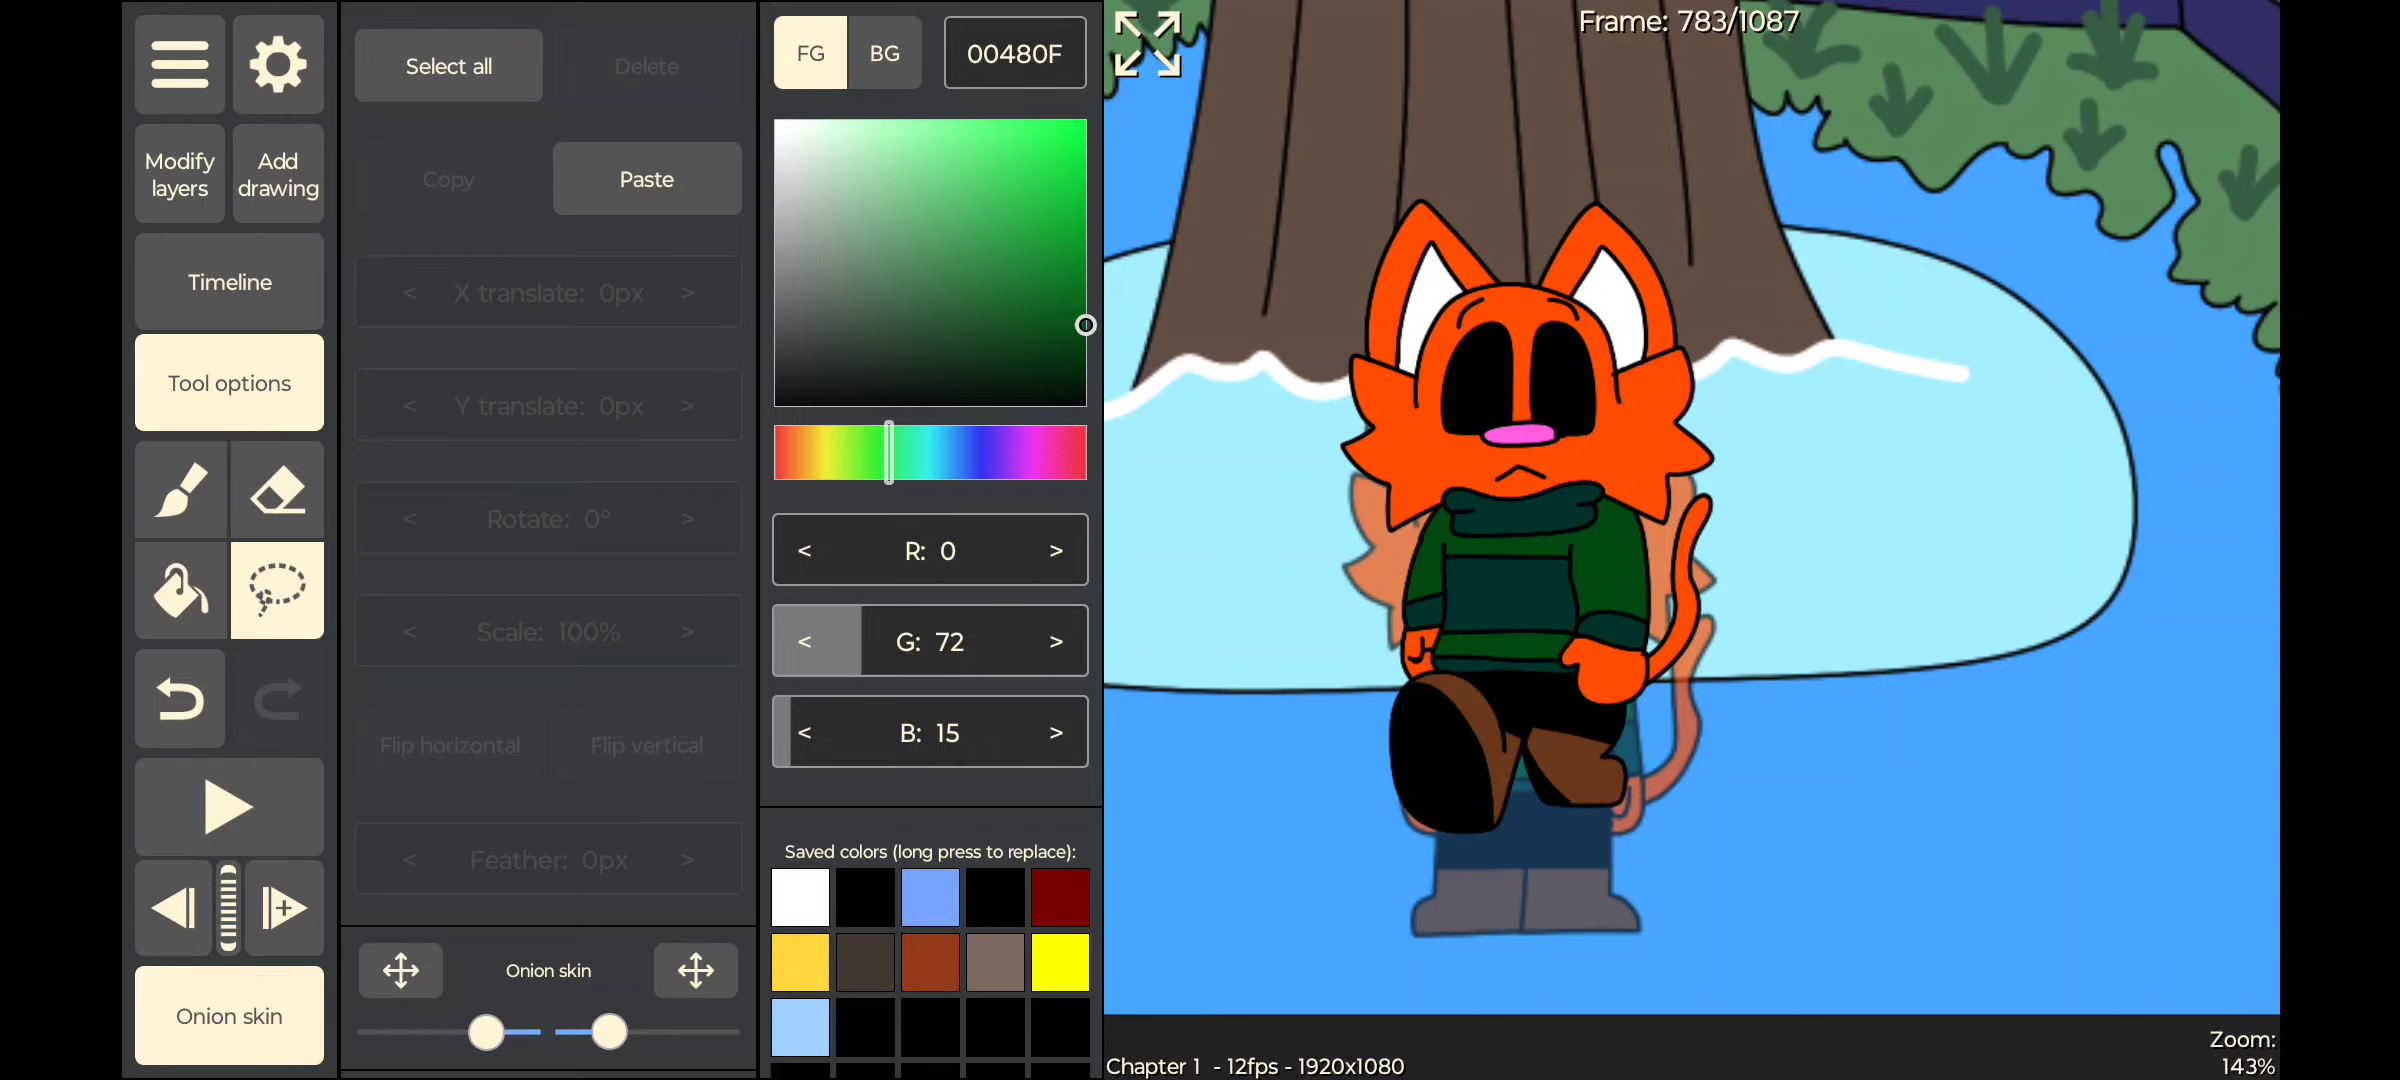 Modify layers
Add drawing
Timeline
Tool options
Onion skin
Select all
Delete
Copy
Paste
< X translate: 0px >
< Y translate: 0px >
< Rotate: 0° >
< Scale: 100% >
Flip horizontal
Flip vertical
< Feather: 0px >
Onion skin
FG
BG
00480F
< R: 0 >
< G: 72 >
< B: 15 >
Saved colors (long press to replace):
Frame: 783/1087
Chapter 1 - 12fps - 1920x1080
Zoom:
143%